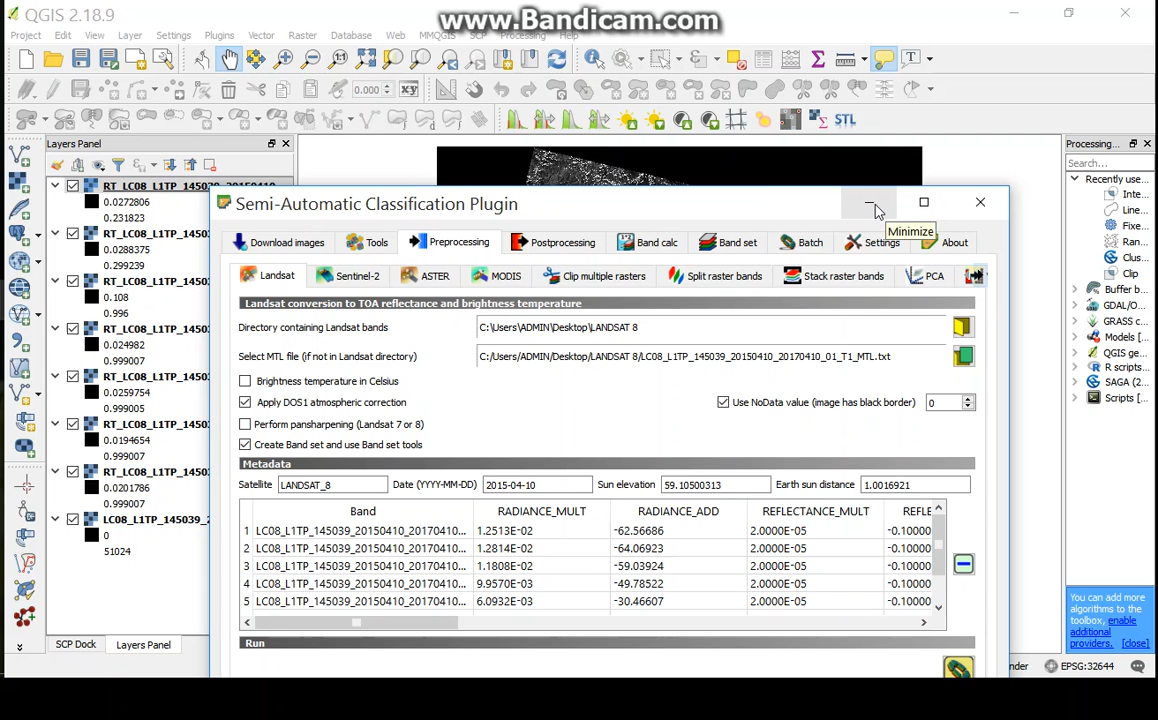 QGIS 2.18.9
www.Bandicam.com
Project Edit View Layer Settings Plugins Vector Raster Database Web MMQGIS SCP Processing Help
0.000
STL
Layers Panel
RT_LC08_L1TP_145039_20150410
0.0272806
0.231823
RT_LC08_L1TP_1450
0.0288375
0.299239
RT_LC08_L1TP_1450
0.108
0.996
RT_LC08_L1TP_1450
0.024982
0.999007
RT_LC08_L1TP_1450
0.0259754
0.999005
RT_LC08_L1TP_1450
0.0194654
0.999007
RT_LC08_L1TP_1450
0.0201786
0.999007
LC08_L1TP_145039_2
0
51024
SCP Dock Layers Panel
Semi-Automatic Classification Plugin
Minimize
Download images Tools Preprocessing Postprocessing Band calc Band set Batch Settings About
Landsat Sentinel-2 ASTER MODIS Clip multiple rasters Split raster bands Stack raster bands PCA
Landsat conversion to TOA reflectance and brightness temperature
Directory containing Landsat bands C:\Users\ADMIN\Desktop\LANDSAT 8
Select MTL file (if not in Landsat directory) C:/Users/ADMIN/Desktop/LANDSAT 8/LC08_L1TP_145039_20150410_20170410_01_T1_MTL.txt
Brightness temperature in Celsius
Apply DOS1 atmospheric correction Use NoData value (image has black border) 0
Perform pansharpening (Landsat 7 or 8)
Create Band set and use Band set tools
Metadata
Satellite LANDSAT_8 Date (YYYY-MM-DD) 2015-04-10 Sun elevation 59.10500313 Earth sun distance 1.0016921
Band RADIANCE_MULT RADIANCE_ADD REFLECTANCE_MULT REFLE
1 LC08_L1TP_145039_20150410_20170410... 1.2513E-02 -62.56686 2.0000E-05 -0.10000
2 LC08_L1TP_145039_20150410_20170410... 1.2814E-02 -64.06923 2.0000E-05 -0.10000
3 LC08_L1TP_145039_20150410_20170410... 1.1808E-02 -59.03924 2.0000E-05 -0.10000
4 LC08_L1TP_145039_20150410_20170410... 9.9570E-03 -49.78522 2.0000E-05 -0.10000
5 LC08_L1TP_145039_20150410_20170410... 6.0932E-03 -30.46607 2.0000E-05 -0.10000
Run
Processing...
Search...
Recently use...
Inte...
Line...
Fixe...
Ran...
Clus...
Clip
Buffer b...
GDAL/O...
GRASS c...
Models [...
QGIS ge...
R scripts...
SAGA (2...
Scripts [...
You can add more
algorithms to the
toolbox, enable
additional
providers. [close]
nder EPSG:32644